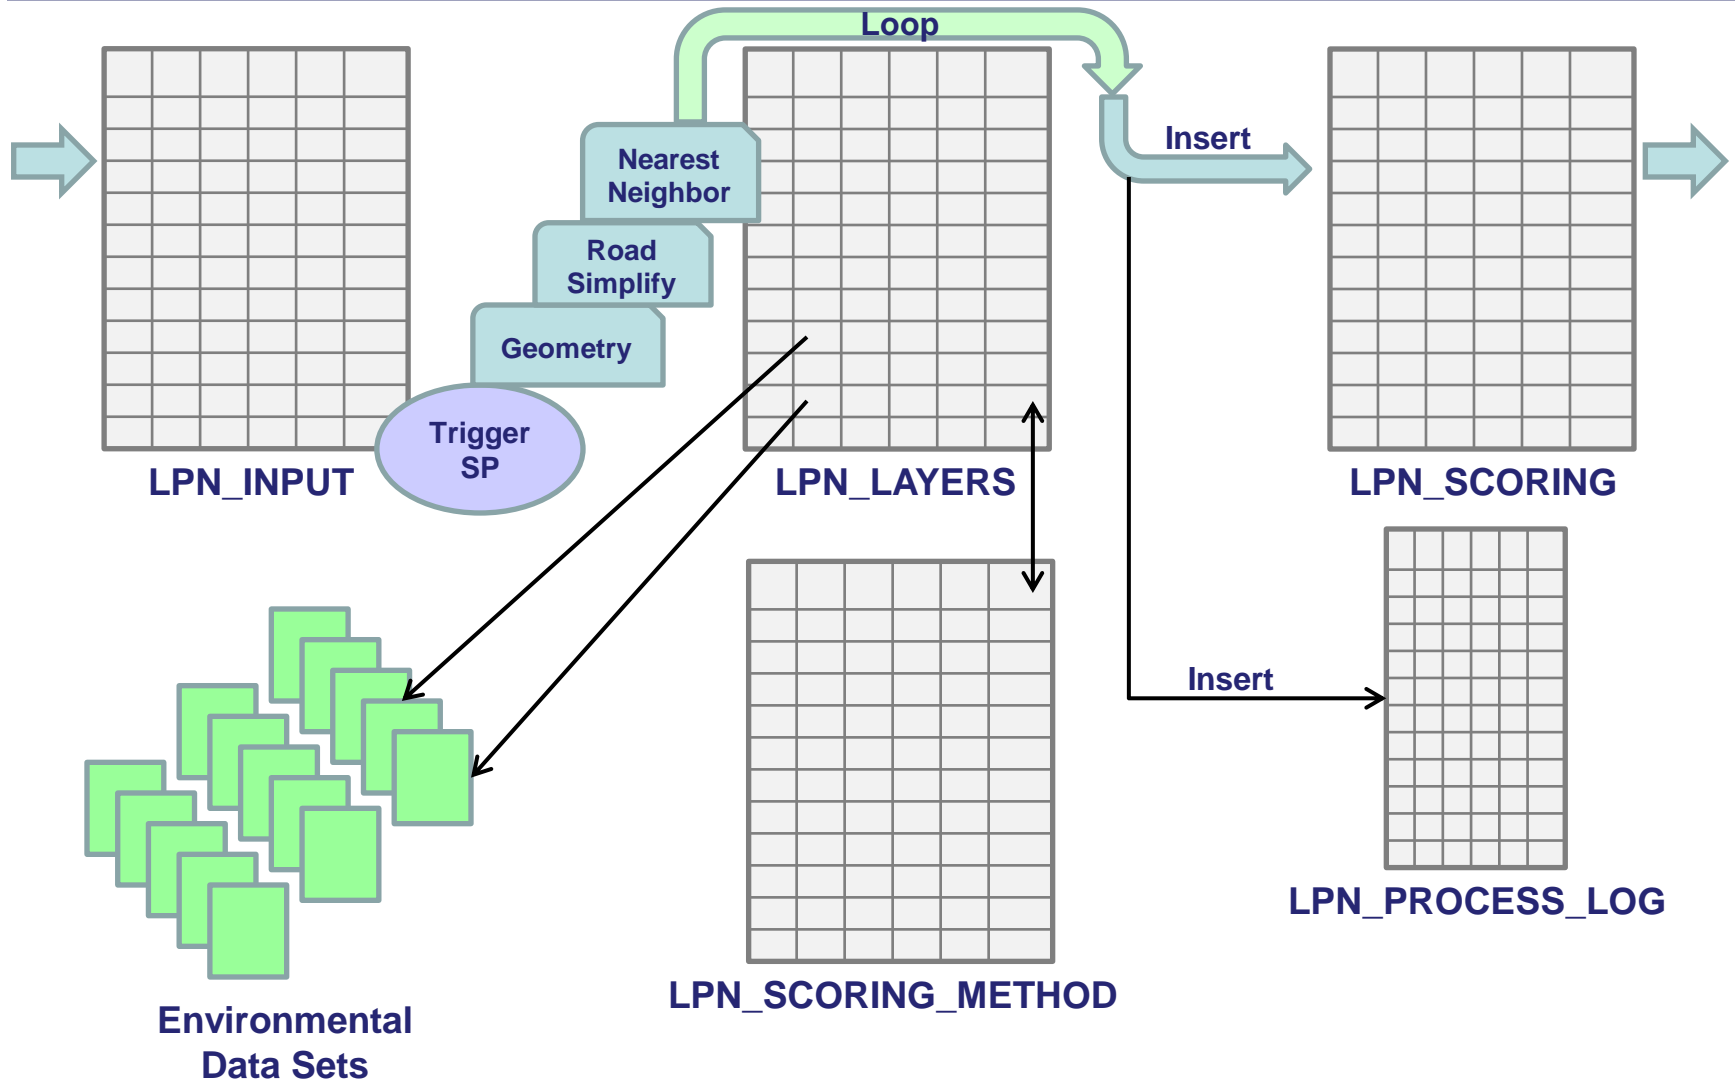 Loop
Insert
Nearest
Neighbor
Road
Simplify
Geometry
Trigger
SP
LPN_INPUT
LPN_LAYERS
LPN_SCORING
Insert
LPN_PROCESS_LOG
LPN_SCORING_METHOD
Environmental
Data Sets